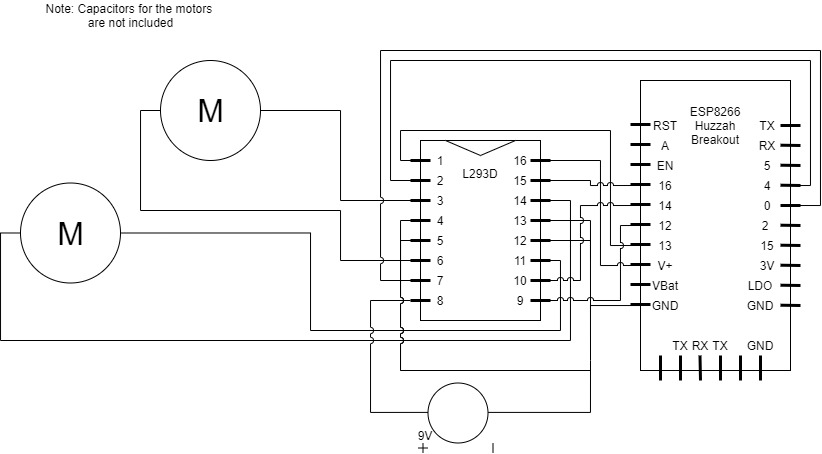 Note: Capacitors for the motors
are not included
M
M
L293D
1 16
2 15
3 14
4 13
5 12
6 11
7 10
8 9
ESP8266
Huzzah
Breakout
RST TX
A RX
EN 5
16 4
14 0
12 2
13 15
V+ 3V
VBat LDO
GND GND
TX RX TX GND
9V
+ |